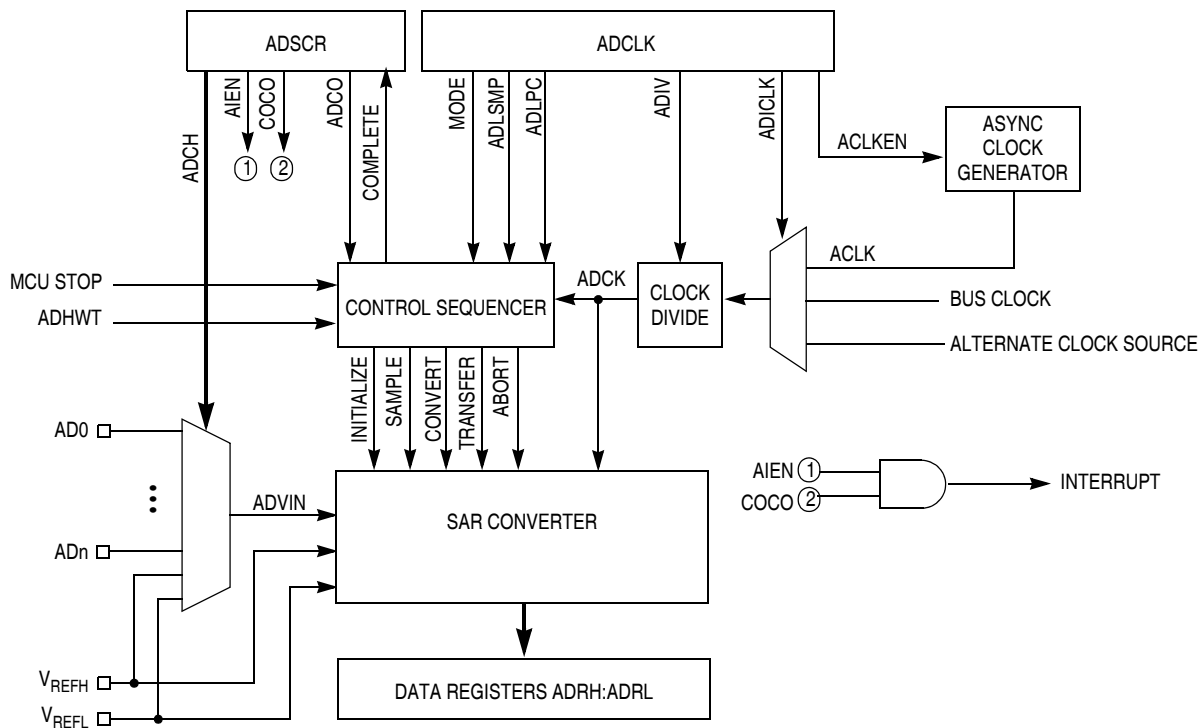 ADSCR
ADCLK
ADCH
AIEN
COCO
ADCO
COMPLETE
MODE
ADLSMP
ADLPC
ADIV
ADICLK
ACLKEN
ASYNC
CLOCK
GENERATOR
1
2
ACLK
MCU STOP
ADHWT
CONTROL SEQUENCER
ADCK
CLOCK
DIVIDE
BUS CLOCK
ALTERNATE CLOCK SOURCE
INITIALIZE
SAMPLE
CONVERT
TRANSFER
ABORT
AD0
•••
ADn
ADVIN
SAR CONVERTER
AIEN 1
COCO 2
INTERRUPT
VREFH
VREFL
DATA REGISTERS ADRH:ADRL